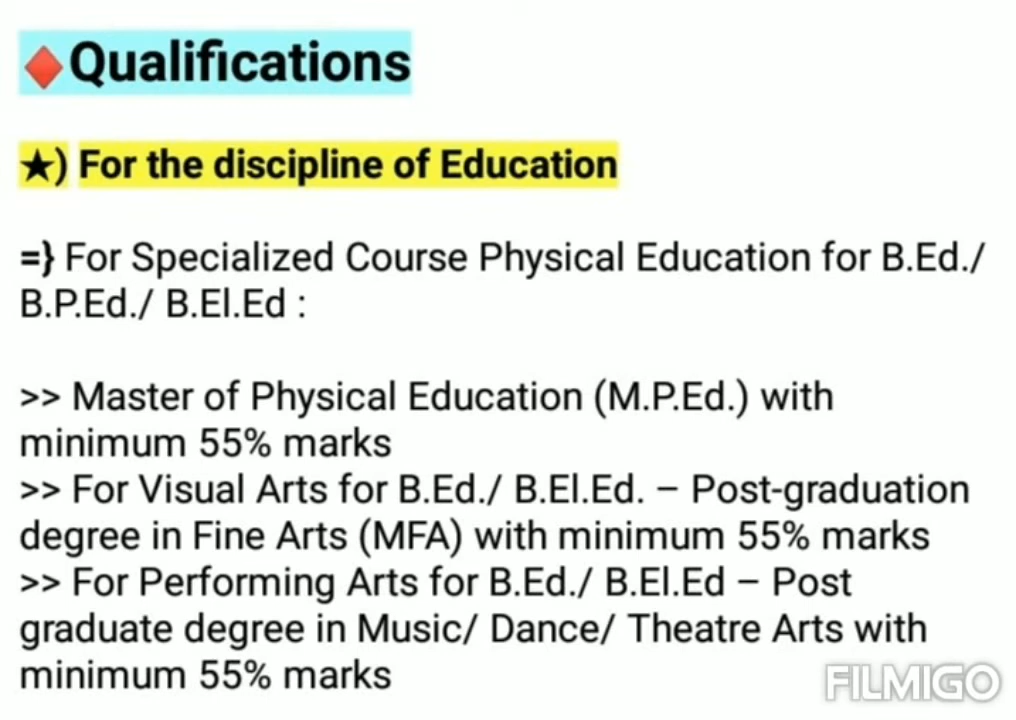 ♦Qualifications
★) For the discipline of Education
=} For Specialized Course Physical Education for B.Ed./
B.P.Ed./ B.El.Ed :
>> Master of Physical Education (M.P.Ed.) with
minimum 55% marks
>> For Visual Arts for B.Ed./ B.El.Ed. – Post-graduation
degree in Fine Arts (MFA) with minimum 55% marks
>> For Performing Arts for B.Ed./ B.El.Ed – Post
graduate degree in Music/ Dance/ Theatre Arts with
minimum 55% marks
FILMIGO